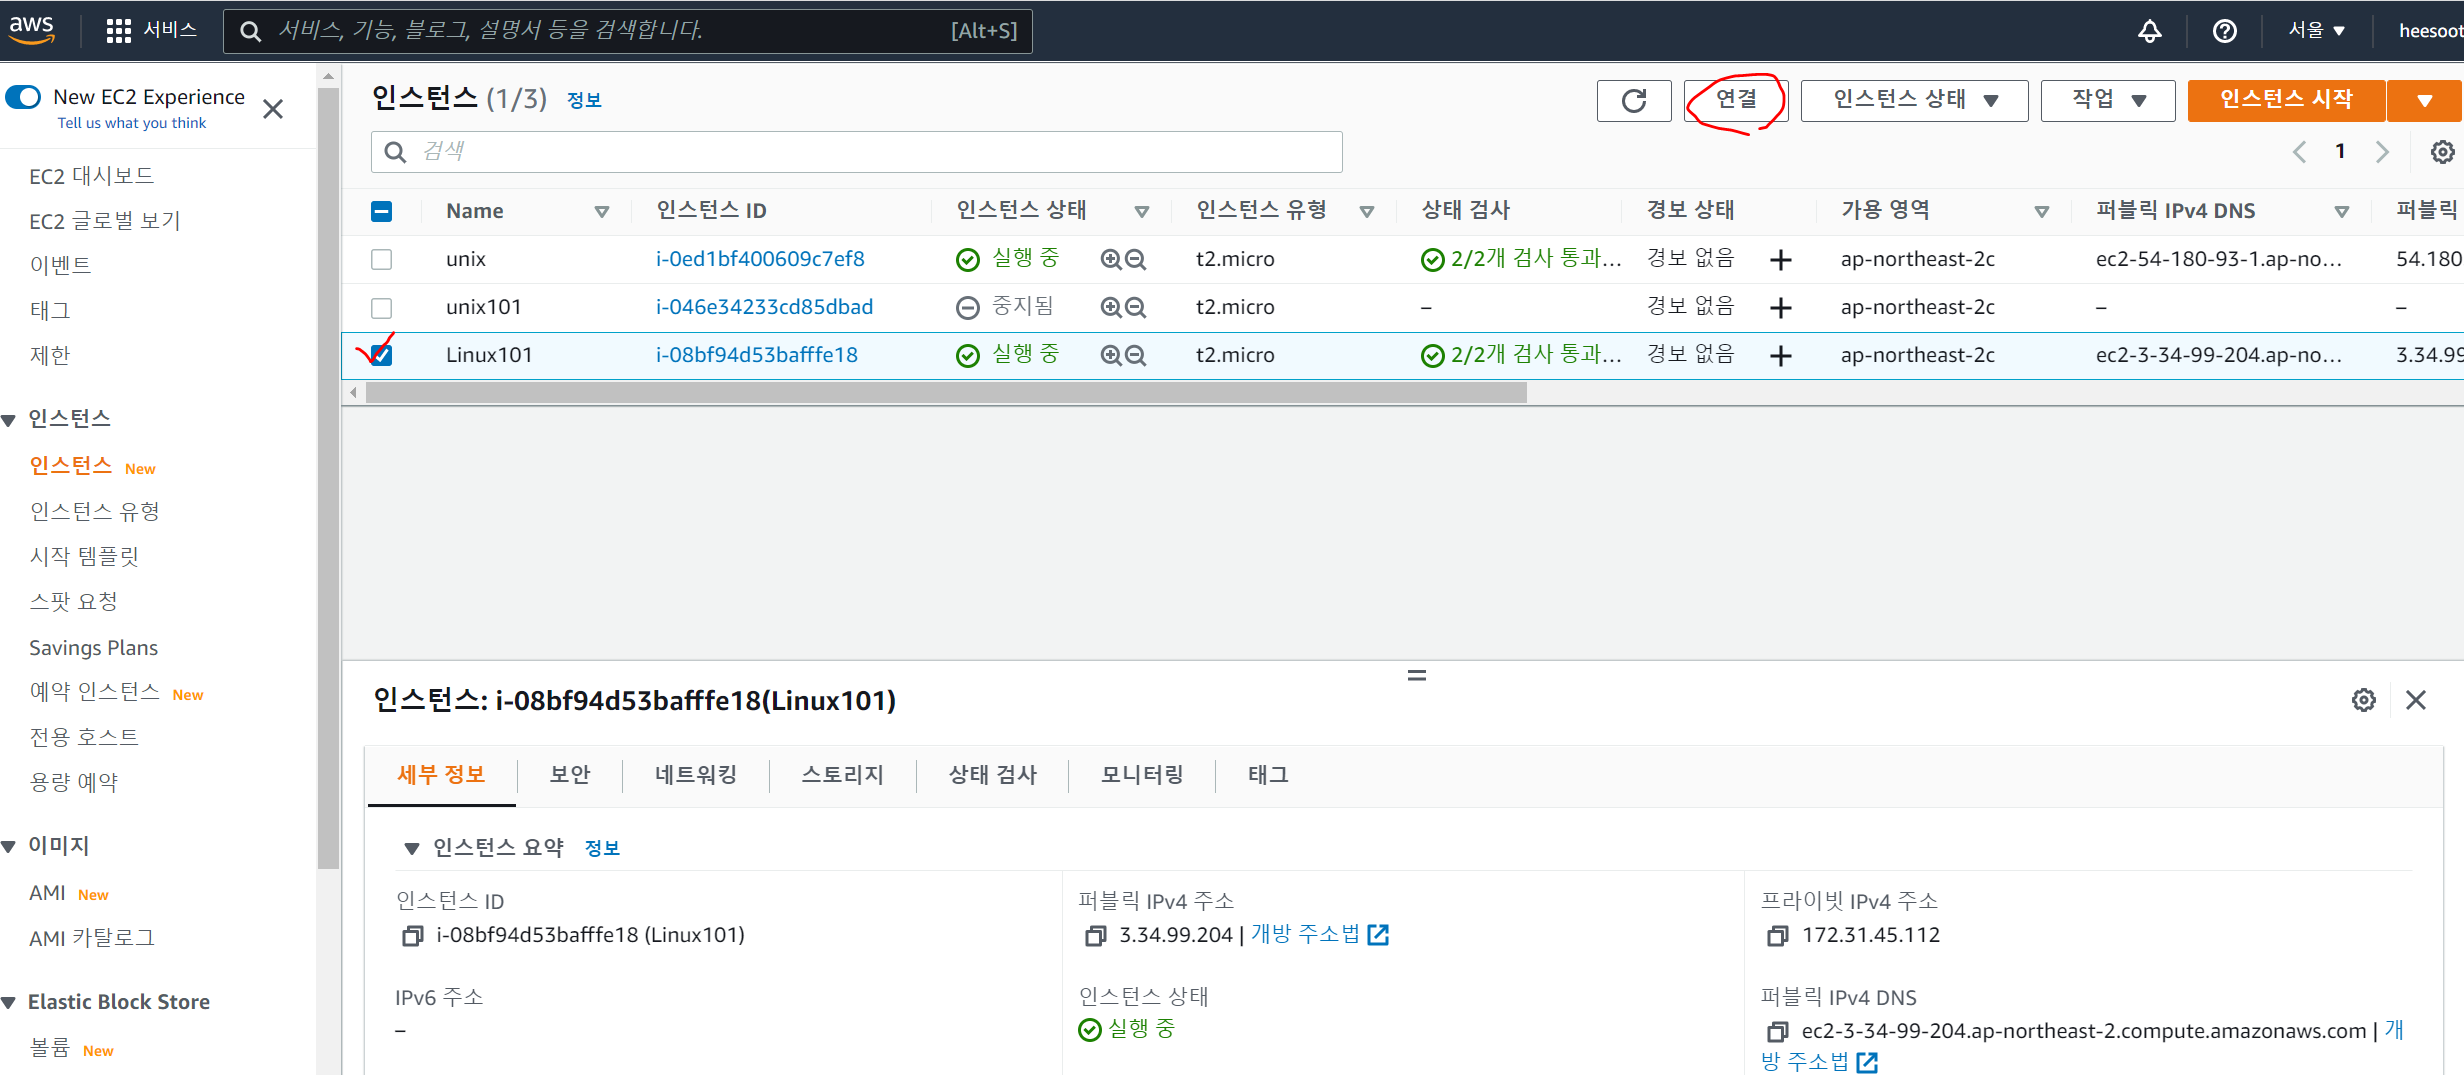 aws 서비스 서비스, 기능, 블로그, 설명서 등을 검색합니다. [Alt+S] 서울 ▼ heesoot
New EC2 Experience
Tell us what you think
EC2 대시보드
EC2 글로벌 보기
이벤트
태그
제한
인스턴스
인스턴스 New
인스턴스 유형
시작 템플릿
스팟 요청
Savings Plans
예약 인스턴스 New
전용 호스트
용량 예약
이미지
AMI New
AMI 카탈로그
Elastic Block Store
볼륨 New
인스턴스 (1/3) 정보 연결 인스턴스 상태 ▼ 작업 ▼ 인스턴스 시작 ▼
검색 1
Name 인스턴스 ID 인스턴스 상태 인스턴스 유형 상태 검사 경보 상태 가용 영역 퍼블릭 IPv4 DNS 퍼블릭
unix i-0ed1bf400609c7ef8 실행 중 t2.micro 2/2개 검사 통과... 경보 없음 + ap-northeast-2c ec2-54-180-93-1.ap-no... 54.180
unix101 i-046e34233cd85dbad 중지됨 t2.micro – 경보 없음 + ap-northeast-2c – –
Linux101 i-08bf94d53bafffe18 실행 중 t2.micro 2/2개 검사 통과... 경보 없음 + ap-northeast-2c ec2-3-34-99-204.ap-no... 3.34.99
인스턴스: i-08bf94d53bafffe18(Linux101)
세부 정보 보안 네트워킹 스토리지 상태 검사 모니터링 태그
▼ 인스턴스 요약 정보
인스턴스 ID
i-08bf94d53bafffe18 (Linux101)
퍼블릭 IPv4 주소
3.34.99.204 | 개방 주소법
프라이빗 IPv4 주소
172.31.45.112
IPv6 주소
–
인스턴스 상태
실행 중
퍼블릭 IPv4 DNS
ec2-3-34-99-204.ap-northeast-2.compute.amazonaws.com | 개
방 주소법